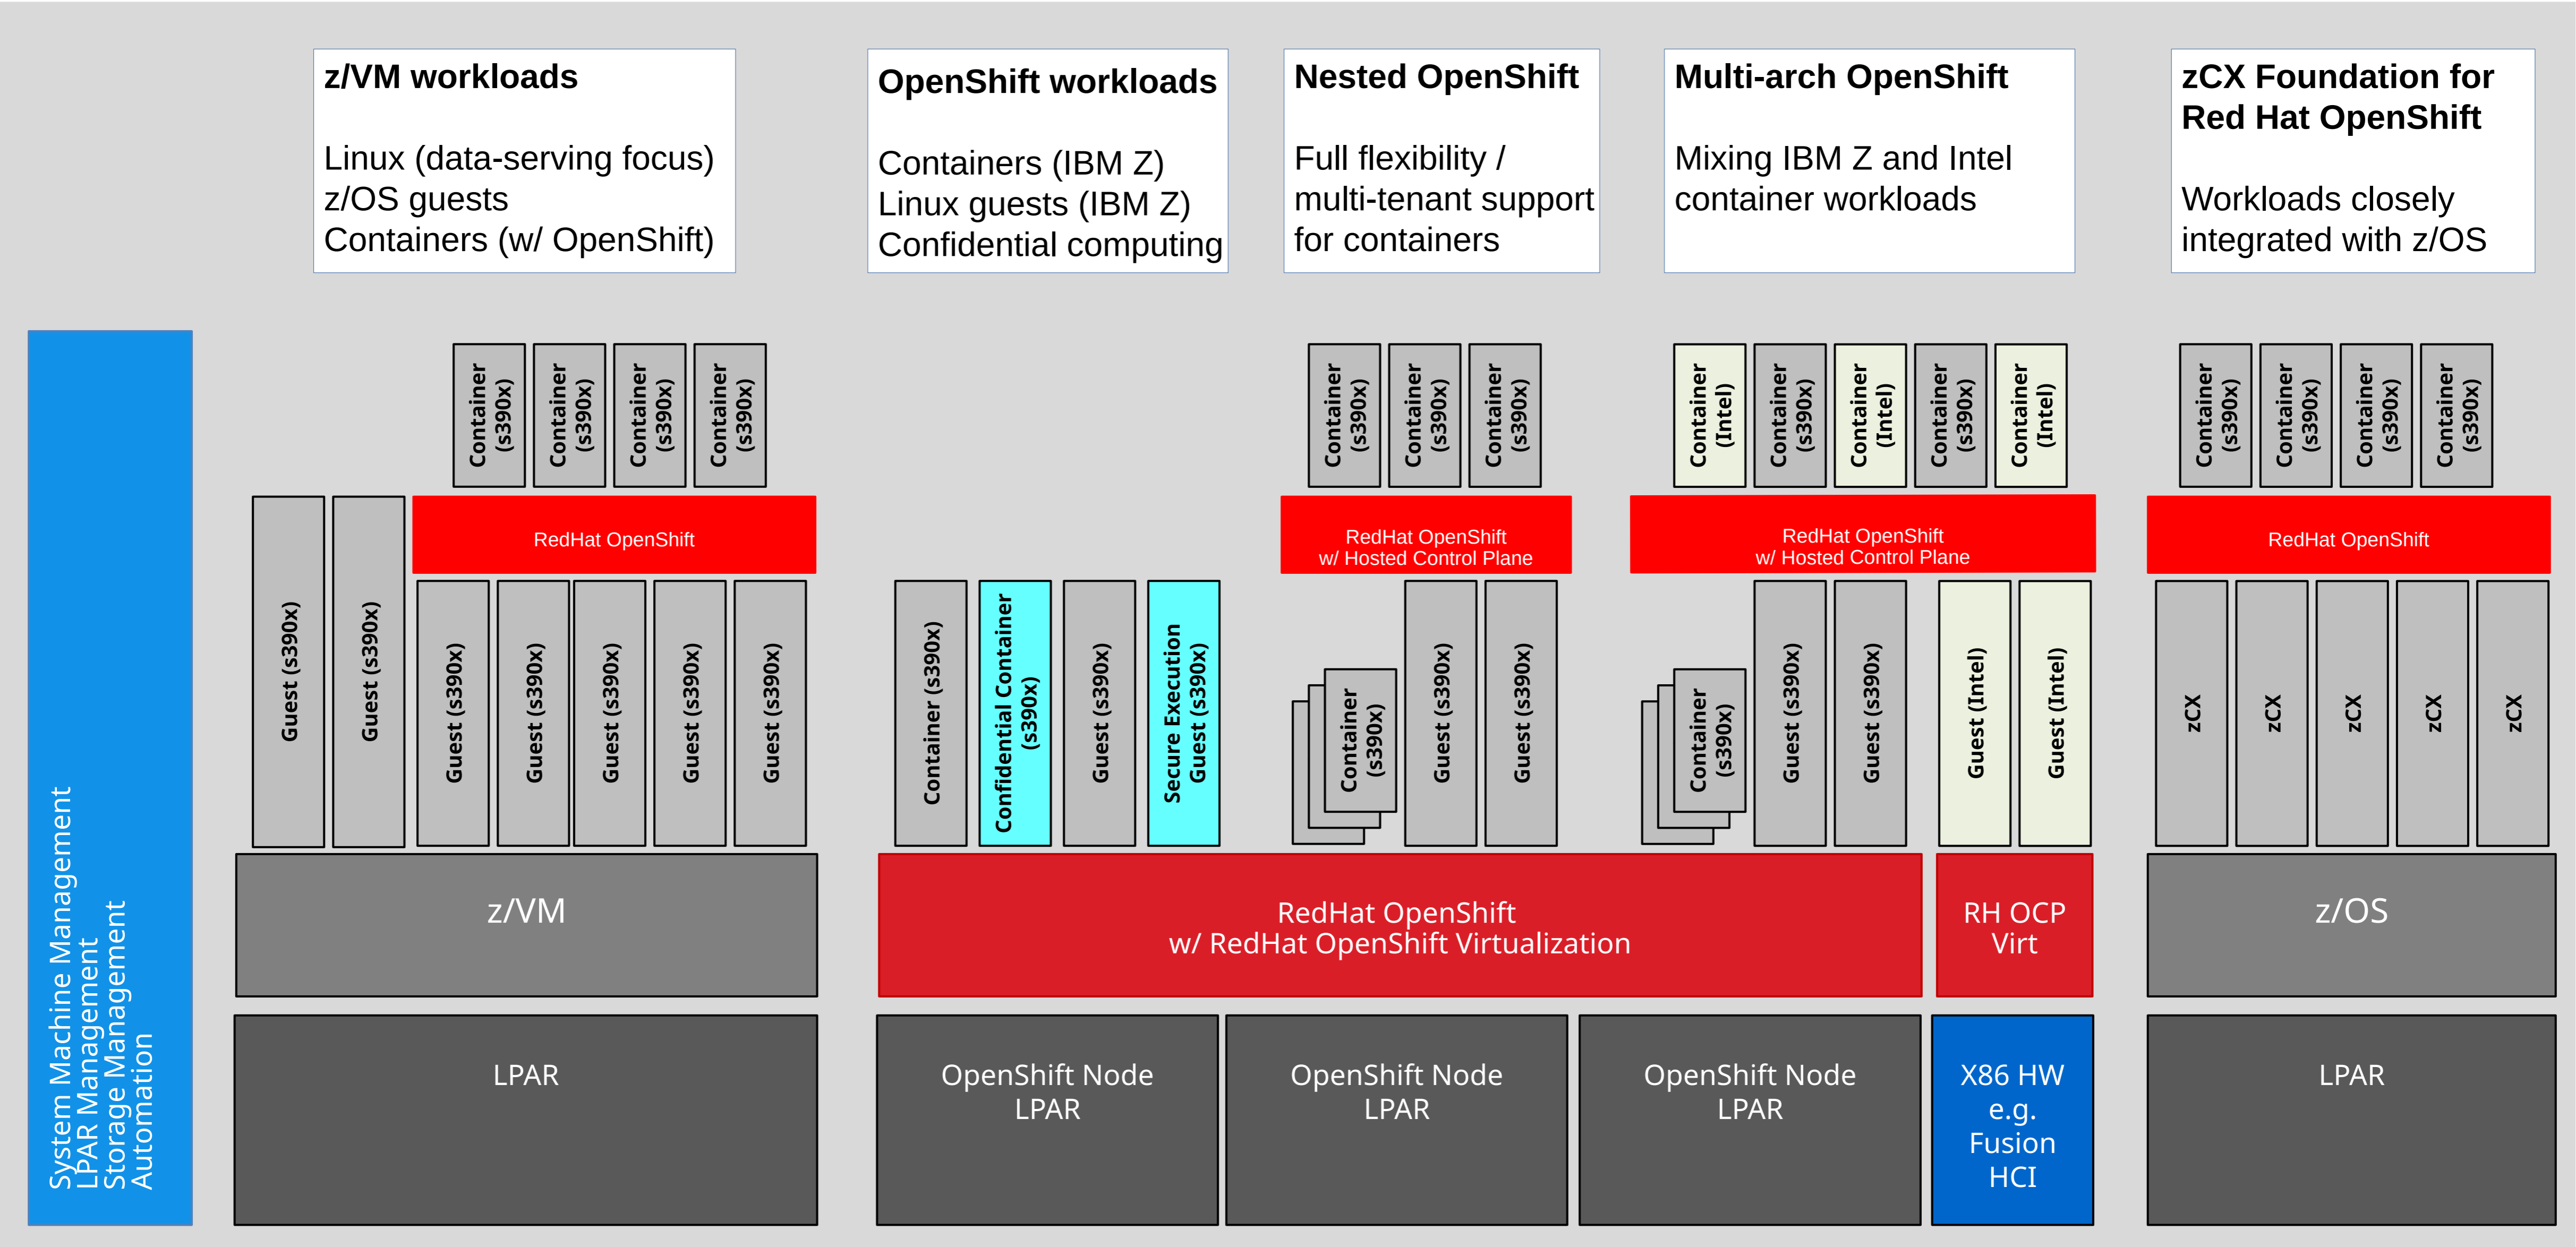 z/VM workloads
Linux (data-serving focus)
z/OS guests
Containers (w/ OpenShift)
OpenShift workloads
Containers (IBM Z)
Linux guests (IBM Z)
Confidential computing
Nested OpenShift
Full flexibility /
multi-tenant support
for containers
Multi-arch OpenShift
Mixing IBM Z and Intel
container workloads
zCX Foundation for
Red Hat OpenShift
Workloads closely
integrated with z/OS
System Machine Management
LPAR Management
Storage Management
Automation
Container
(s390x)
Container
(s390x)
Container
(s390x)
Container
(s390x)
RedHat OpenShift
Guest (s390x)
Guest (s390x)
Guest (s390x)
Guest (s390x)
Guest (s390x)
Guest (s390x)
Guest (s390x)
z/VM
LPAR
Container (s390x)
Confidential Container
(s390x)
Guest (s390x)
Secure Execution
Guest (s390x)
Container
(s390x)
Container
(s390x)
Container
(s390x)
RedHat OpenShift
w/ Hosted Control Plane
Container
(s390x)
Guest (s390x)
Guest (s390x)
Container
(Intel)
Container
(s390x)
Container
(Intel)
Container
(s390x)
Container
(Intel)
RedHat OpenShift
w/ Hosted Control Plane
Container
(s390x)
Guest (s390x)
Guest (s390x)
Guest (Intel)
Guest (Intel)
RedHat OpenShift
w/ RedHat OpenShift Virtualization
RH OCP
Virt
OpenShift Node
LPAR
OpenShift Node
LPAR
OpenShift Node
LPAR
X86 HW
e.g.
Fusion
HCI
Container
(s390x)
Container
(s390x)
Container
(s390x)
Container
(s390x)
RedHat OpenShift
zCX
zCX
zCX
zCX
zCX
z/OS
LPAR